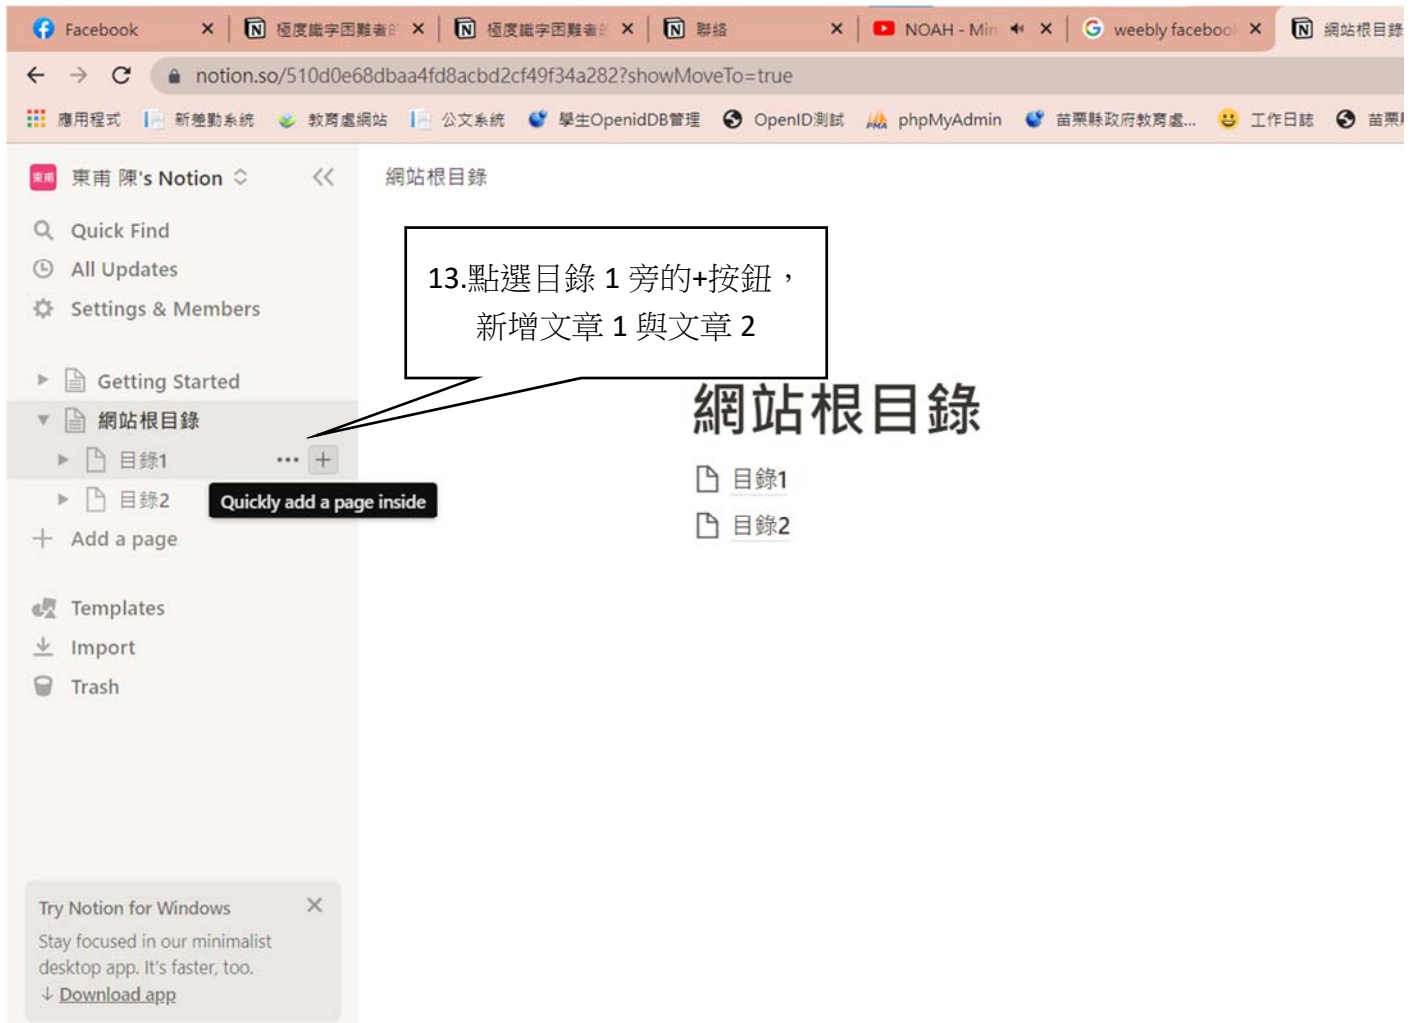 Facebook
極度識字困難者
極度識字困難者
聯絡
NOAH - Min
weebly facebook
網站根目錄
notion.so/510d0e68dbaa4fd8acbd2cf49f34a282?showMoveTo=true
應用程式
新差勤系統
教育處網站
公文系統
學生OpenidDB管理
OpenID測試
phpMyAdmin
苗栗縣政府教育處...
工作日誌
苗栗
東甫
東甫 陳's Notion
網站根目錄
Quick Find
All Updates
Settings & Members
13.點選目錄 1 旁的+按鈕，
新增文章 1 與文章 2
Getting Started
網站根目錄
目錄1
目錄2
Quickly add a page inside
Add a page
Templates
Import
Trash
網站根目錄
目錄1
目錄2
Try Notion for Windows
Stay focused in our minimalist
desktop app. It's faster, too.
↓ Download app